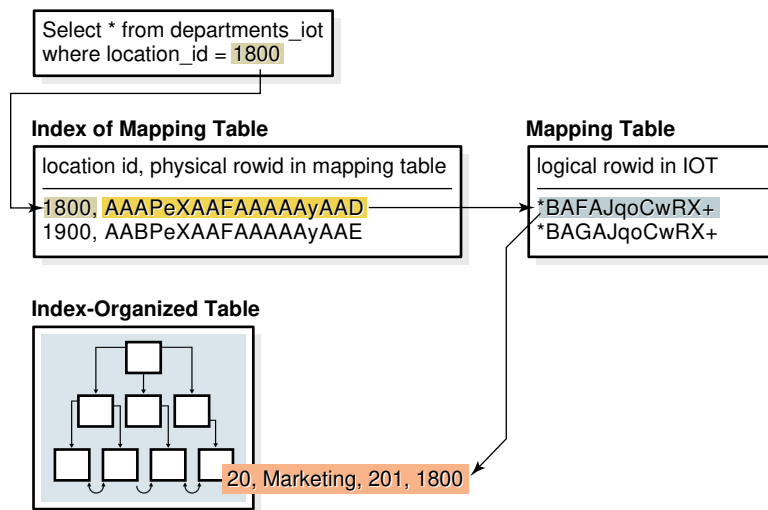 Select * from departments_iot
where location_id = 1800
Index of Mapping Table
location id, physical rowid in mapping table
1800, AAAPeXAAFAAAAAyAAD
1900, AABPeXAAFAAAAAyAAE
Mapping Table
logical rowid in IOT
*BAFAJqoCwRX+
*BAGAJqoCwRX+
Index-Organized Table
20, Marketing, 201, 1800